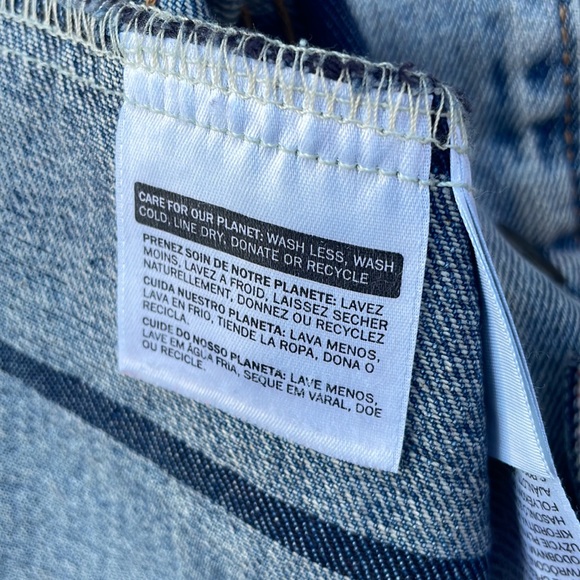 CARE FOR OUR PLANET: WASH LESS, WASH
COLD, LINE DRY, DONATE OR RECYCLE
PRENEZ SOIN DE NOTRE PLANETE: LAVEZ
MOINS, LAVEZ A FROID, LAISSEZ SECHER
NATURELLEMENT, DONNEZ OU RECYCLEZ
CUIDA NUESTRO PLANETA: LAVA MENOS,
LAVA EN FRIO, TIENDE LA ROPA, DONA O
RECICLÁ.
CUIDE DO NOSSO PLANETA: LAVE MENOS,
LAVE EM ÁGUA FRIA, SEQUE EM VARAL, DOE
OU RECICLE.